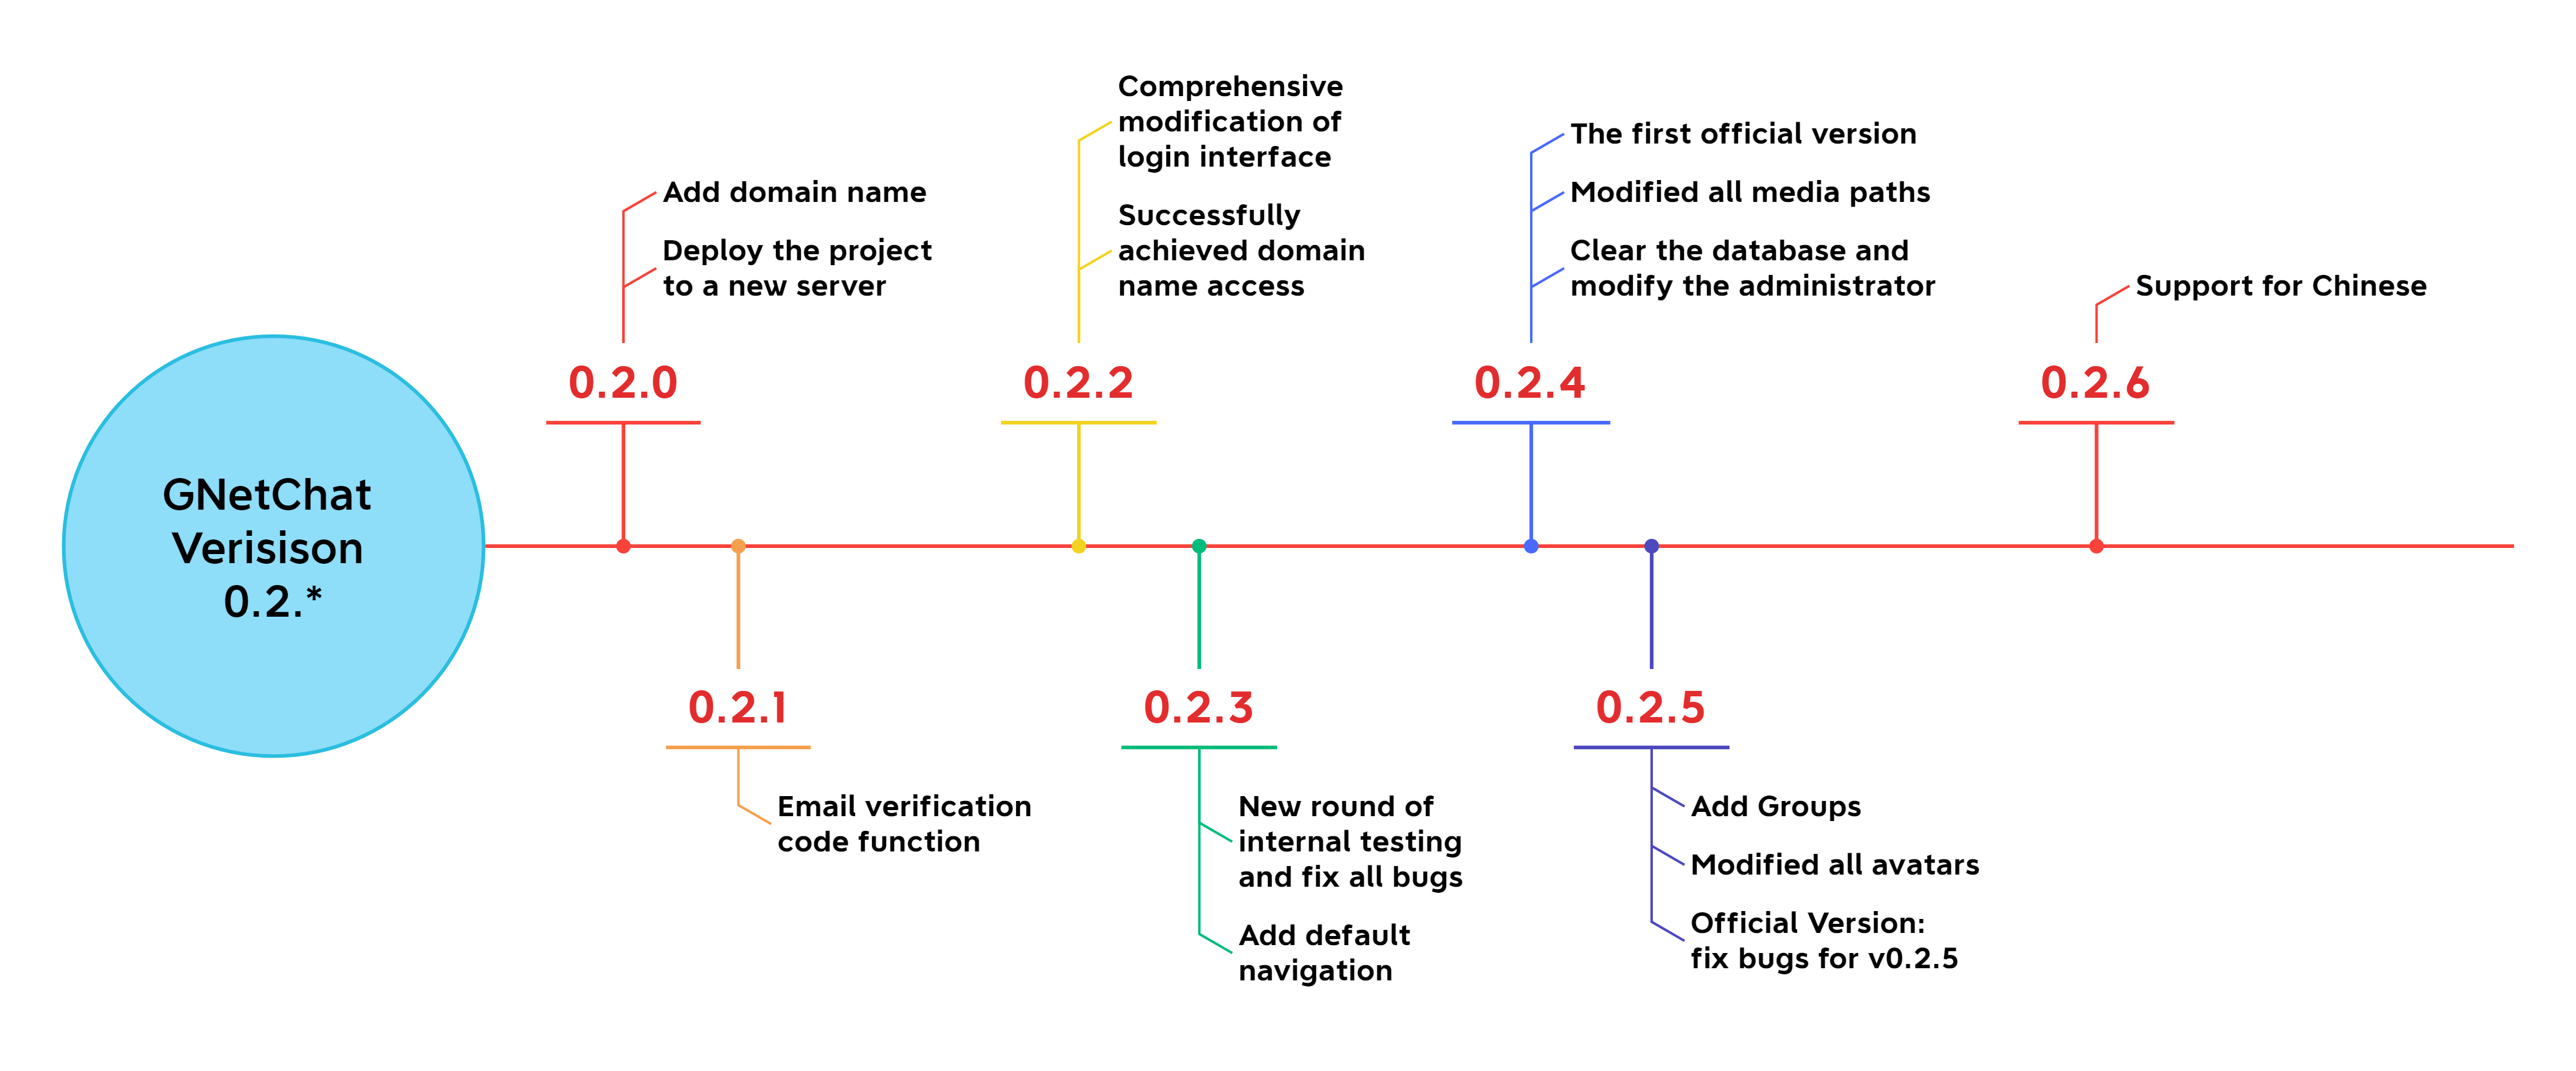 GNetChat
Verisison
0.2.*
Add domain name
Deploy the project
to a new server
0.2.0
Email verification
code function
0.2.1
Comprehensive
modification of
login interface
Successfully
achieved domain
name access
0.2.2
0.2.3
New round of
internal testing
and fix all bugs
Add default
navigation
The first official version
Modified all media paths
Clear the database and
modify the administrator
0.2.4
0.2.5
Add Groups
Modified all avatars
Official Version:
fix bugs for v0.2.5
Support for Chinese
0.2.6